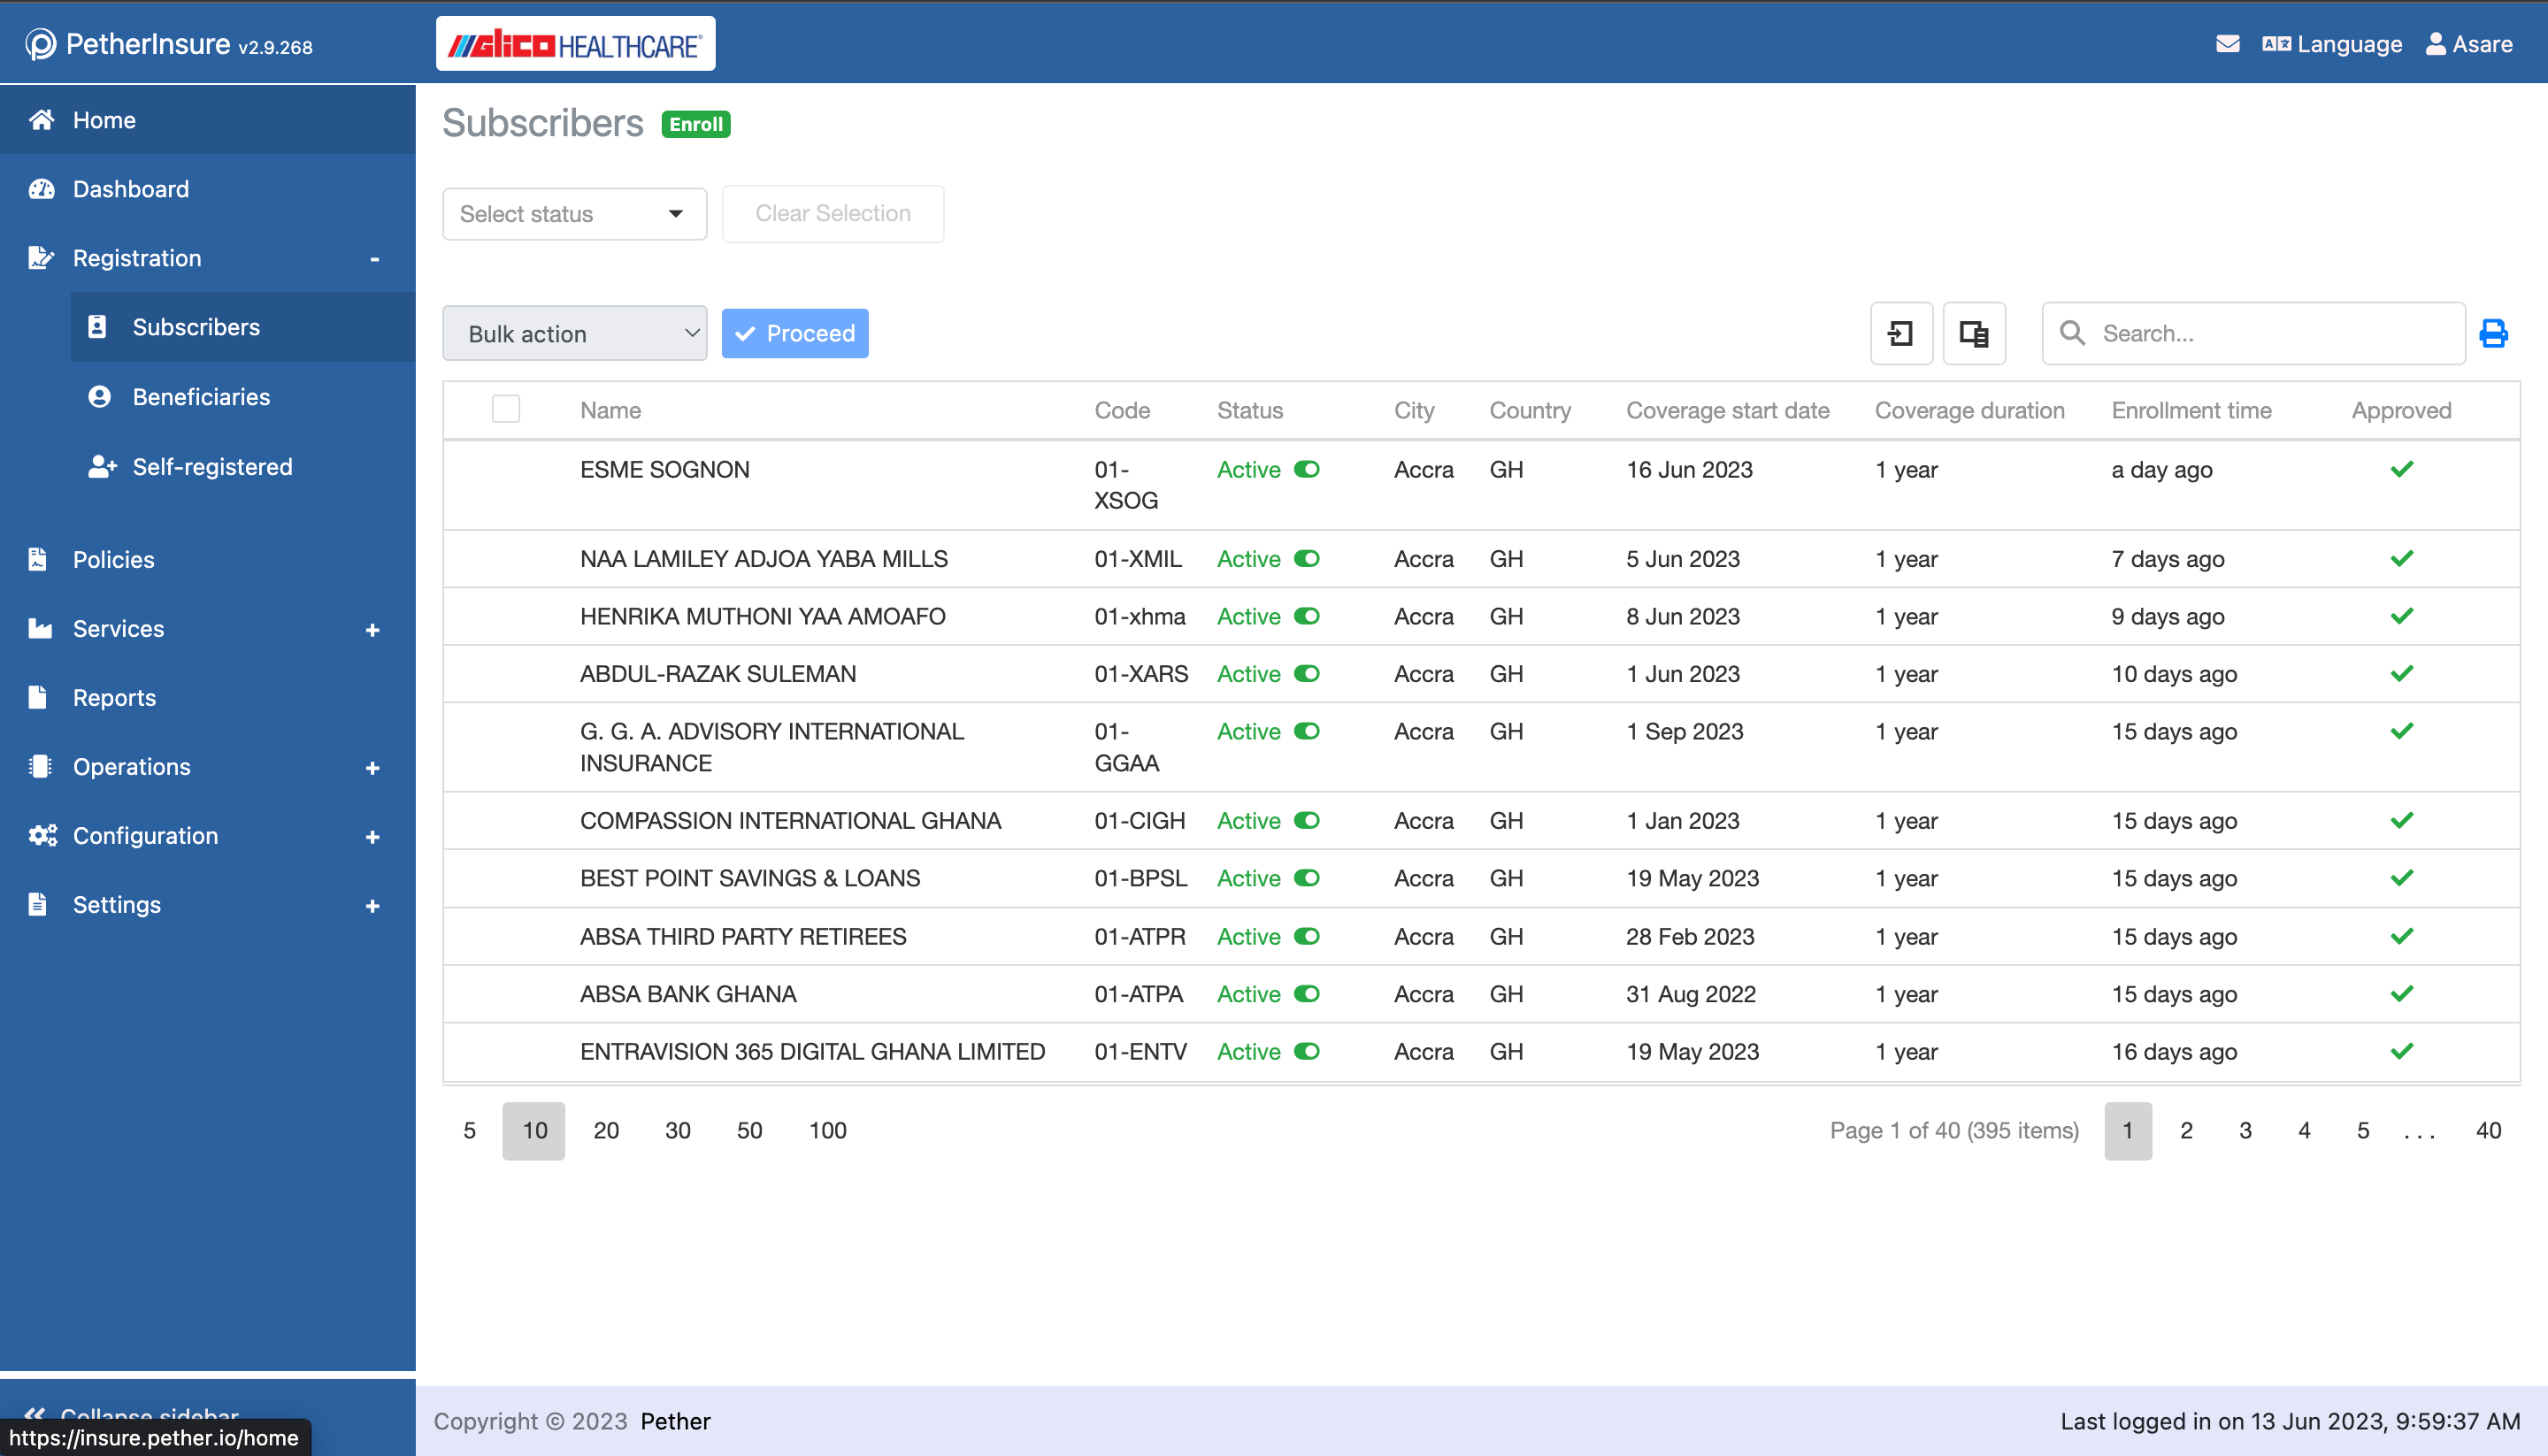 PetherInsure v2.9.268
GLICO HEALTHCARE®
Language
Asare
Home
Dashboard
Registration -
Subscribers
Beneficiaries
Self-registered
Policies
Services +
Reports
Operations +
Configuration +
Settings +
Collapse sidebar
https://insure.pether.io/home
Subscribers Enroll
Select status
Clear Selection
Bulk action
Proceed
Search...
Name Code Status City Country Coverage start date Coverage duration Enrollment time Approved
ESME SOGNON 01- Active Accra GH 16 Jun 2023 1 year a day ago
XSOG
NAA LAMILEY ADJOA YABA MILLS 01-XMIL Active Accra GH 5 Jun 2023 1 year 7 days ago
HENRIKA MUTHONI YAA AMOAFO 01-xhma Active Accra GH 8 Jun 2023 1 year 9 days ago
ABDUL-RAZAK SULEMAN 01-XARS Active Accra GH 1 Jun 2023 1 year 10 days ago
G. G. A. ADVISORY INTERNATIONAL 01- Active Accra GH 1 Sep 2023 1 year 15 days ago
INSURANCE GGAA
COMPASSION INTERNATIONAL GHANA 01-CIGH Active Accra GH 1 Jan 2023 1 year 15 days ago
BEST POINT SAVINGS & LOANS 01-BPSL Active Accra GH 19 May 2023 1 year 15 days ago
ABSA THIRD PARTY RETIREES 01-ATPR Active Accra GH 28 Feb 2023 1 year 15 days ago
ABSA BANK GHANA 01-ATPA Active Accra GH 31 Aug 2022 1 year 15 days ago
ENTRAVISION 365 DIGITAL GHANA LIMITED 01-ENTV Active Accra GH 19 May 2023 1 year 16 days ago
5 10 20 30 50 100 Page 1 of 40 (395 items) 1 2 3 4 5 . . . 40
Copyright © 2023 Pether Last logged in on 13 Jun 2023, 9:59:37 AM